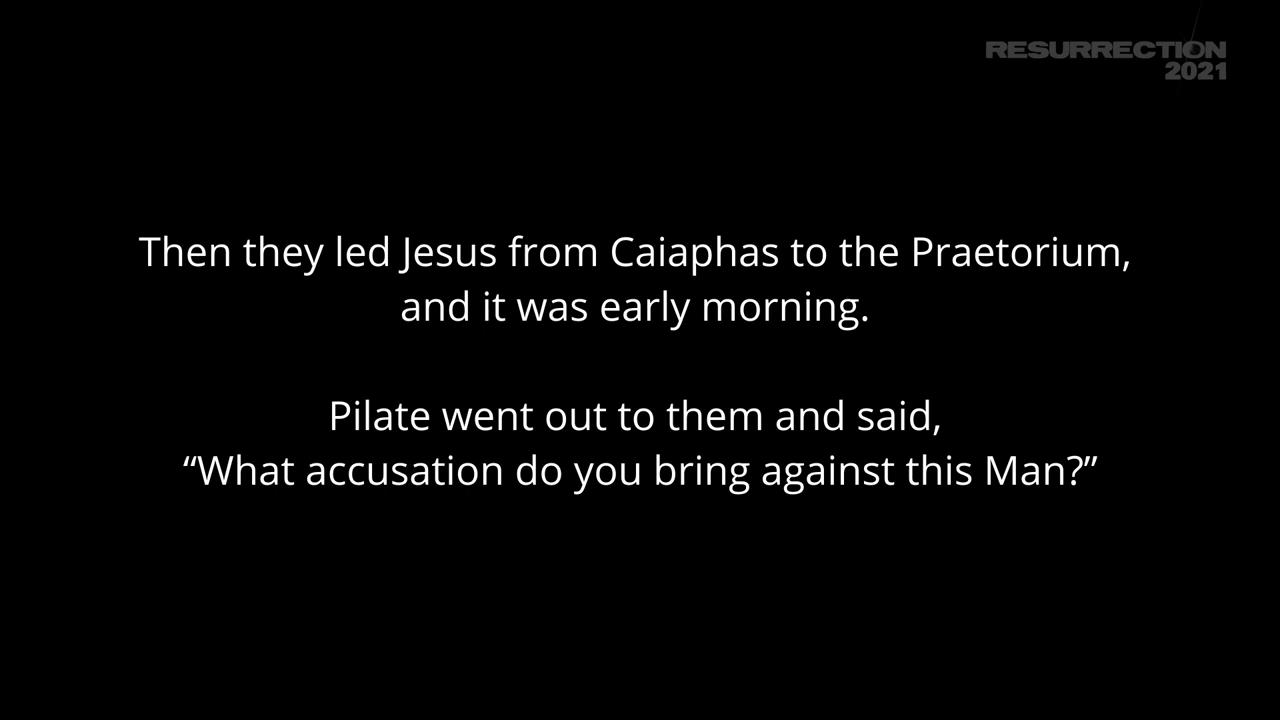 RESURRECTION
2021
Then they led Jesus from Caiaphas to the Praetorium,
and it was early morning.
Pilate went out to them and said,
“What accusation do you bring against this Man?”